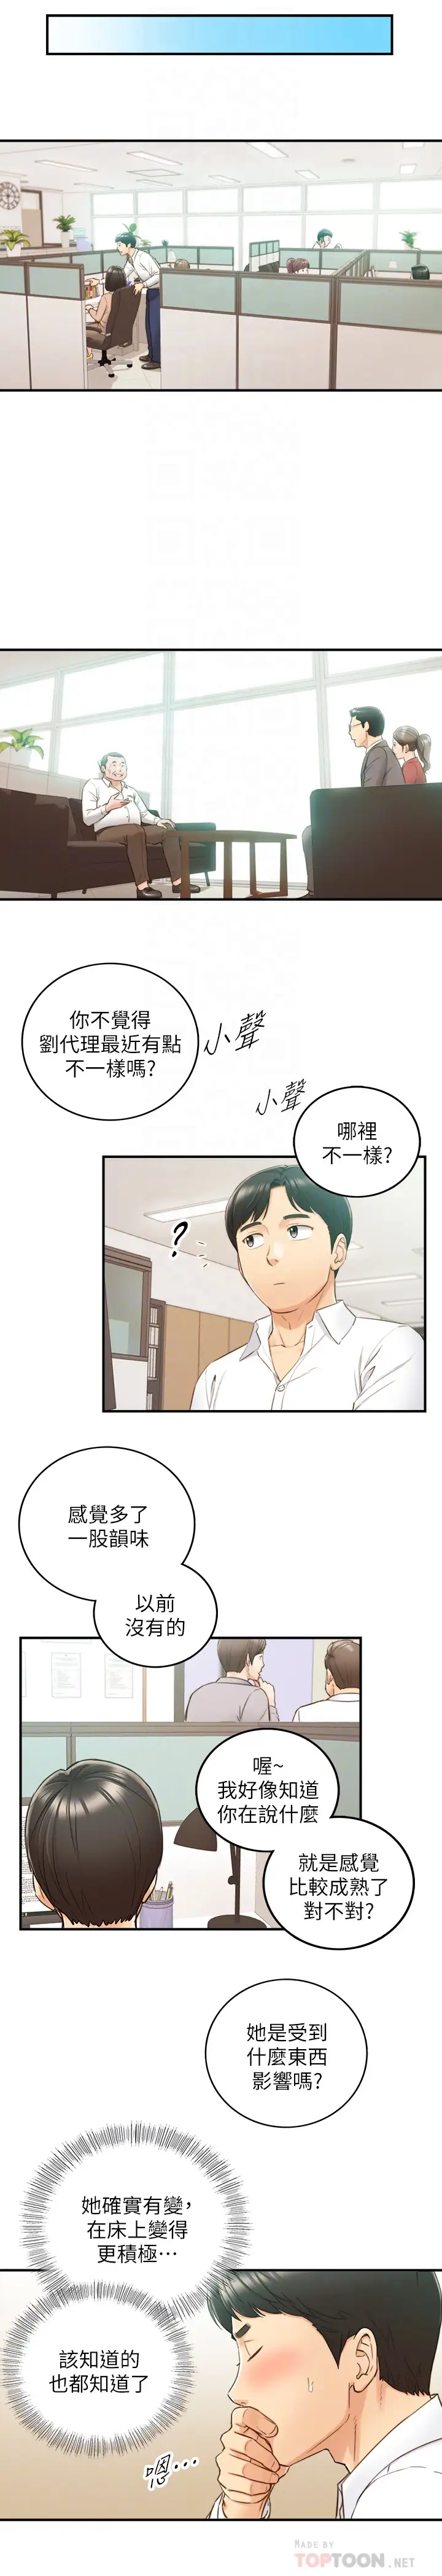 你不覺得
劉代理最近有點
不一樣嗎?
小聲
小聲
哪裡
不一樣?
?
感覺多了
一股韻味
以前
沒有的
喔~
我好像知道
你在說什麼
就是感覺
比較成熟了
對不對?
她是受到
什麼東西
影響嗎?
她確實有變,
在床上變得
更積極…
該知道的
也都知道了
嗯…
MADE BY
TOPTOON.NET